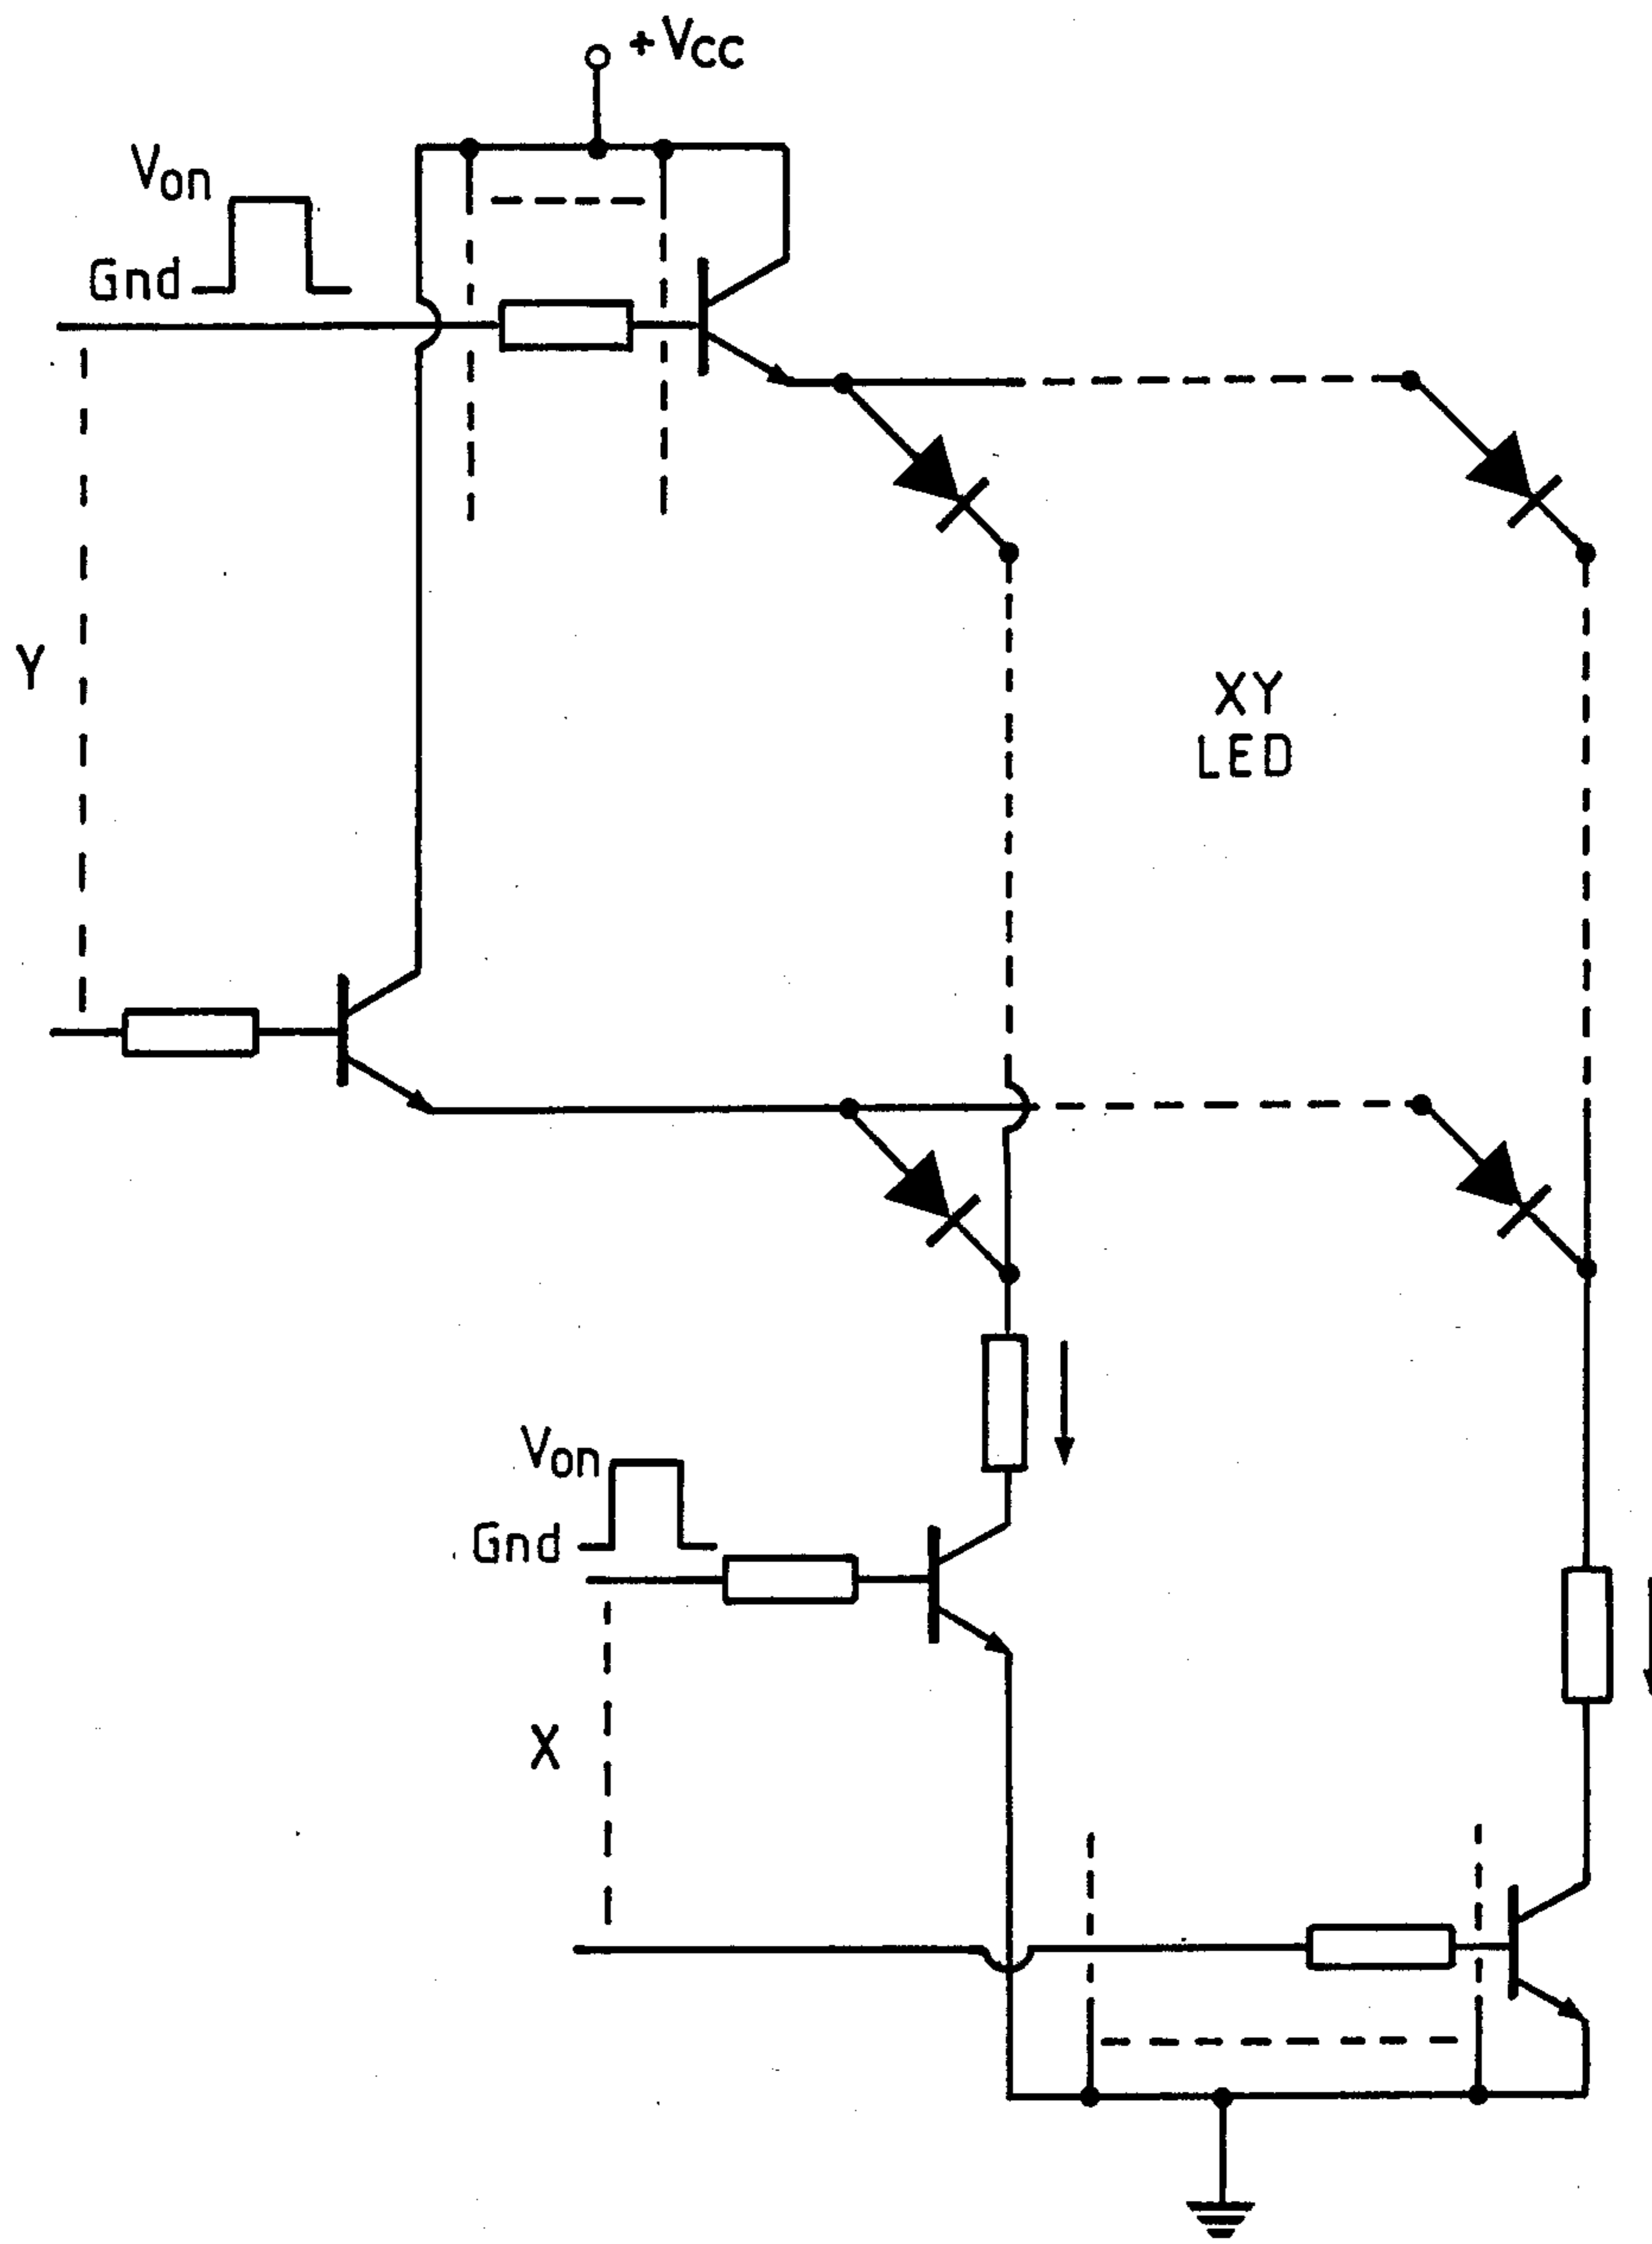 +VCC
Von
Gnd
Y
XY
LED
Von
Gnd
X